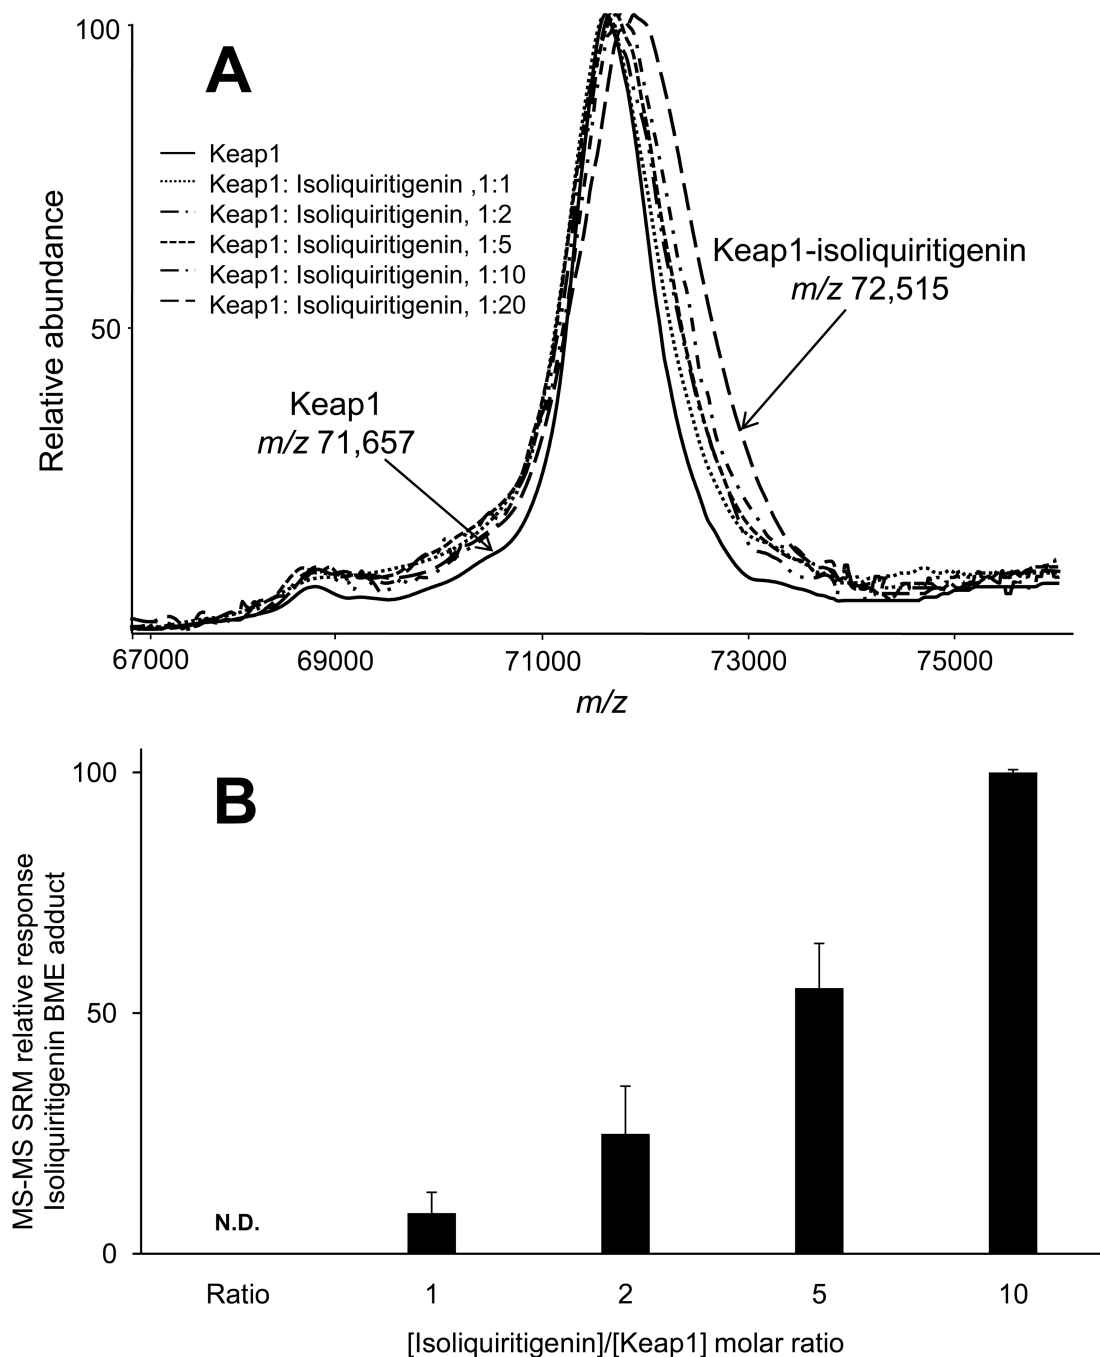 A
100
50
Relative abundance
Keap1
Keap1: Isoliquiritigenin ,1:1
Keap1: Isoliquiritigenin, 1:2
Keap1: Isoliquiritigenin, 1:5
Keap1: Isoliquiritigenin, 1:10
Keap1: Isoliquiritigenin, 1:20
Keap1-isoliquiritigenin
m/z 72,515
Keap1
m/z 71,657
67000 69000 71000 73000 75000
m/z
B
100
50
0
MS-MS SRM relative response
Isoliquiritigenin BME adduct
N.D.
Ratio 1 2 5 10
[Isoliquiritigenin]/[Keap1] molar ratio